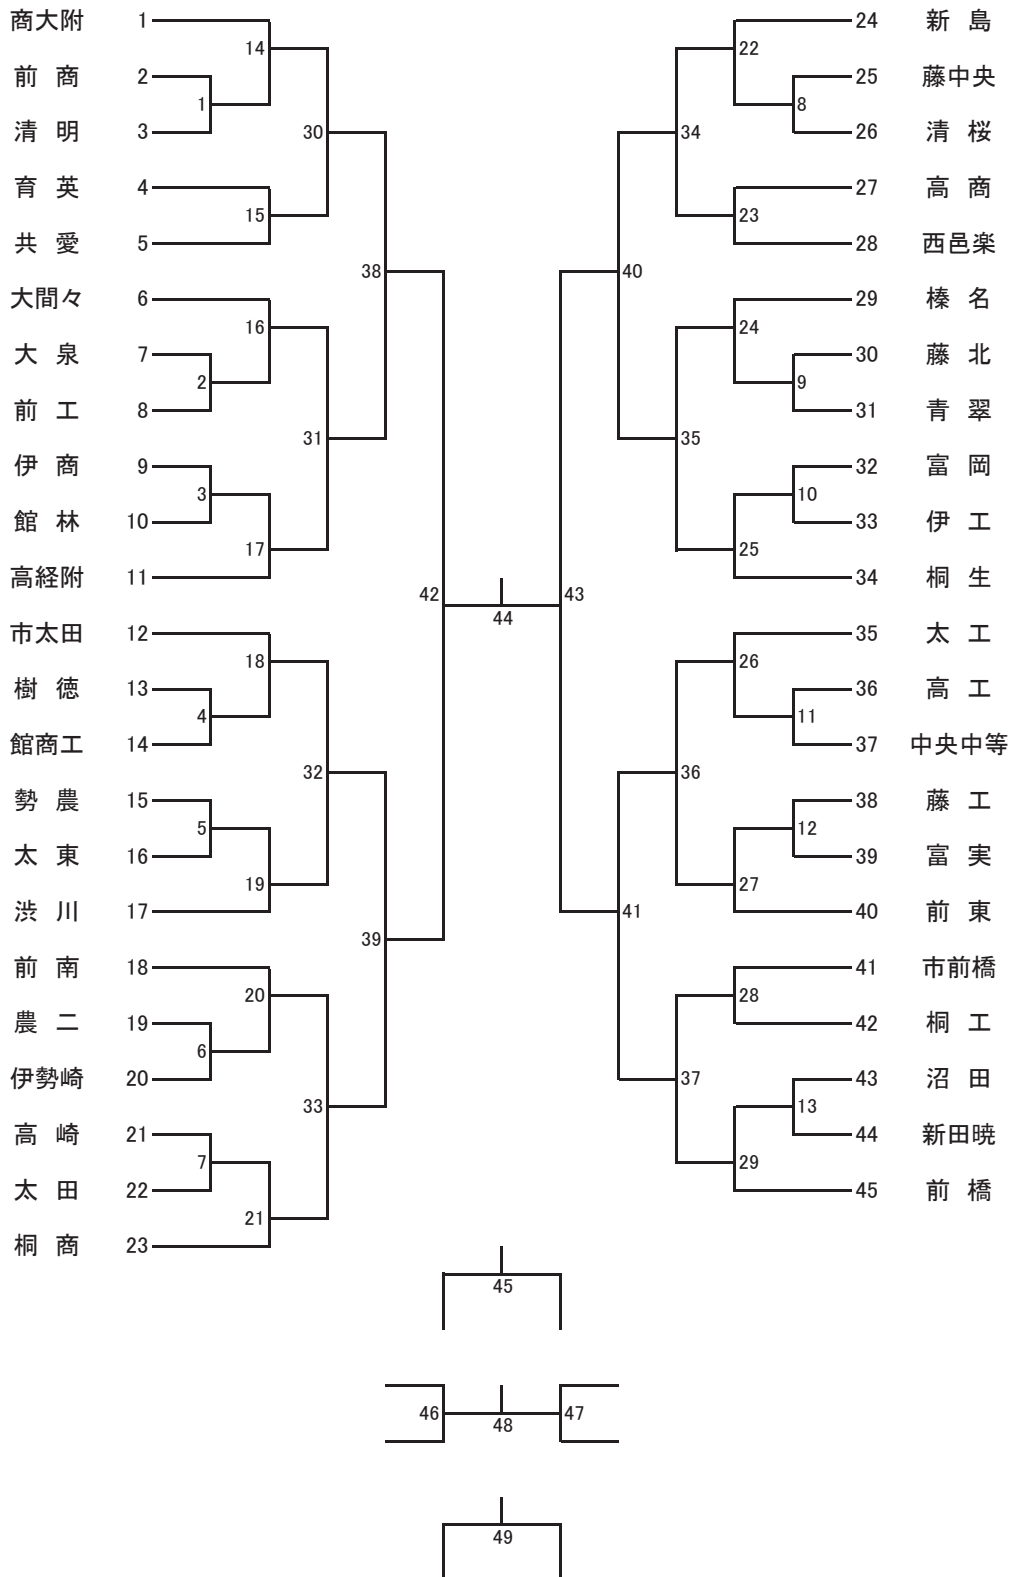 商大附 1
前商 2
清明 3
育英 4
共愛 5
大間々 6
大泉 7
前工 8
伊商 9
館林 10
高経附 11
市太田 12
樹徳 13
館商工 14
勢農 15
太東 16
渋川 17
前南 18
農二 19
伊勢崎 20
高崎 21
太田 22
桐商 23
1
2
3
4
5
6
7
14
15
16
17
18
19
20
21
30
31
32
33
38
39
42
44
43
40
41
34
35
36
37
22
23
24
25
26
27
28
29
8
9
10
11
12
13
24 新島
25 藤中央
26 清桜
27 高商
28 西邑楽
29 榛名
30 藤北
31 青翠
32 富岡
33 伊工
34 桐生
35 太工
36 高工
37 中央中等
38 藤工
39 富実
40 前東
41 市前橋
42 桐工
43 沼田
44 新田暁
45 前橋
45
46
48
47
49